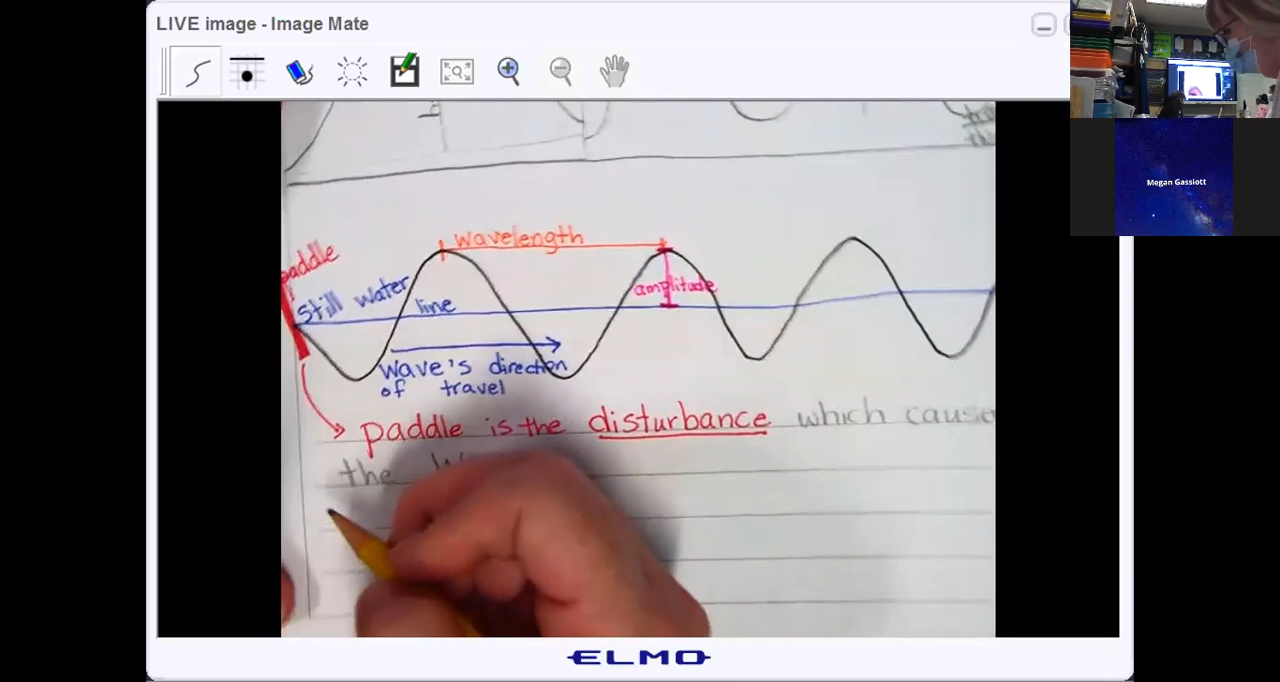 LIVE image - Image Mate
Megan Gassiott
wavelength
paddle
still water
line
amplitude
wave's direction
of travel
paddle is the disturbance which cause
the
ELMO